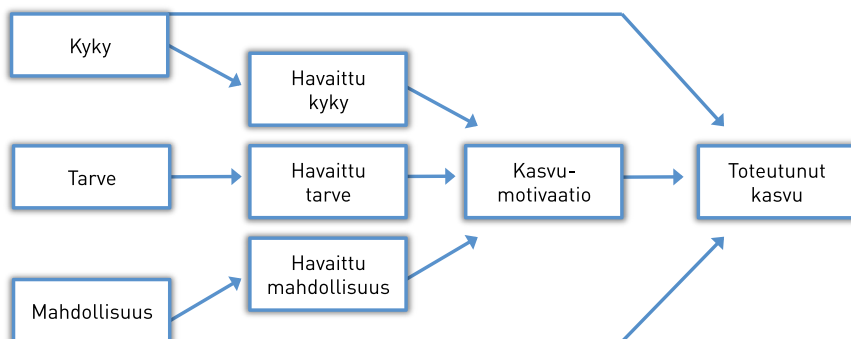 Kyky
Havaittu
kyky
Tarve
Havaittu
tarve
Kasvu-
motivaatio
Toteutunut
kasvu
Havaittu
mahdollisuus
Mahdollisuus